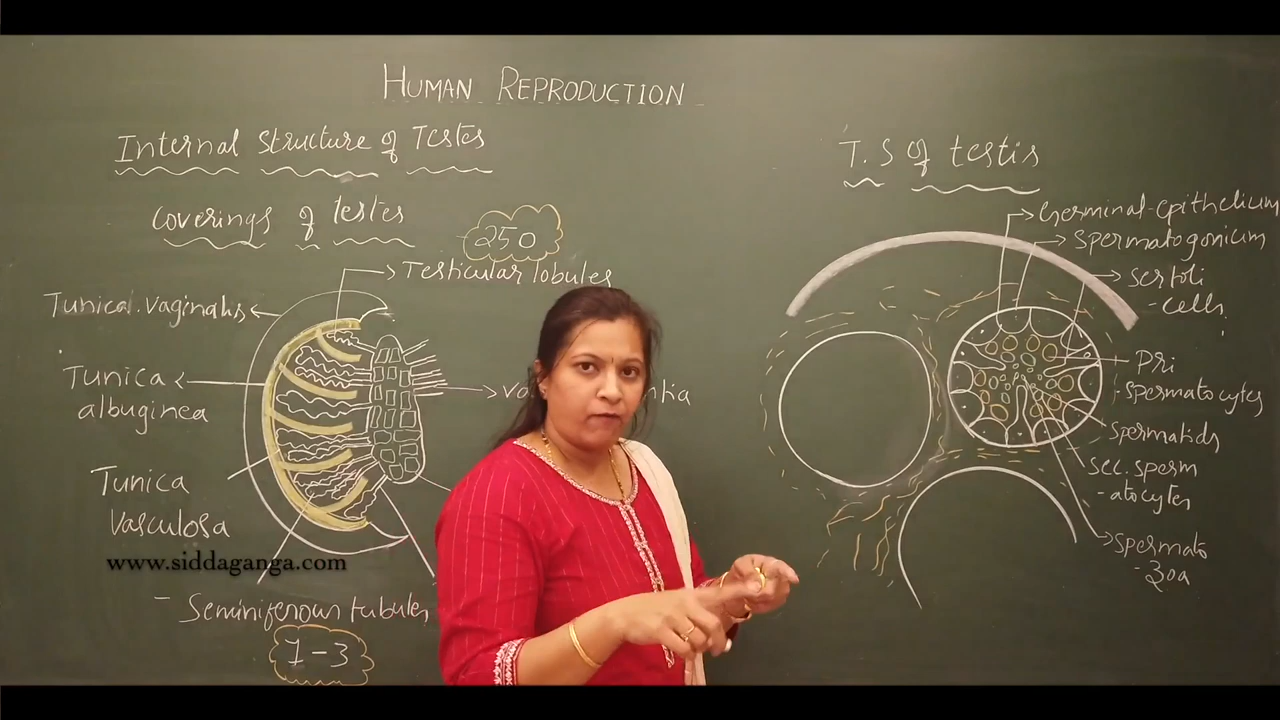 HUMAN REPRODUCTION
Internal Structure of Testes
Coverings of testes
250
Testicular lobules
Tunica vaginalis
Tunica
albuginea
Tunica
Vasculosa
www.siddaganga.com
- Seminiferous tubules
1-3
T.S of testis
Germinal-epithelium
Spermatogonium
Sertoli
-cells
Pri
-Spermatocytes
Spermatids
Sec.sperm
-atocytes
Spermato
-zoa